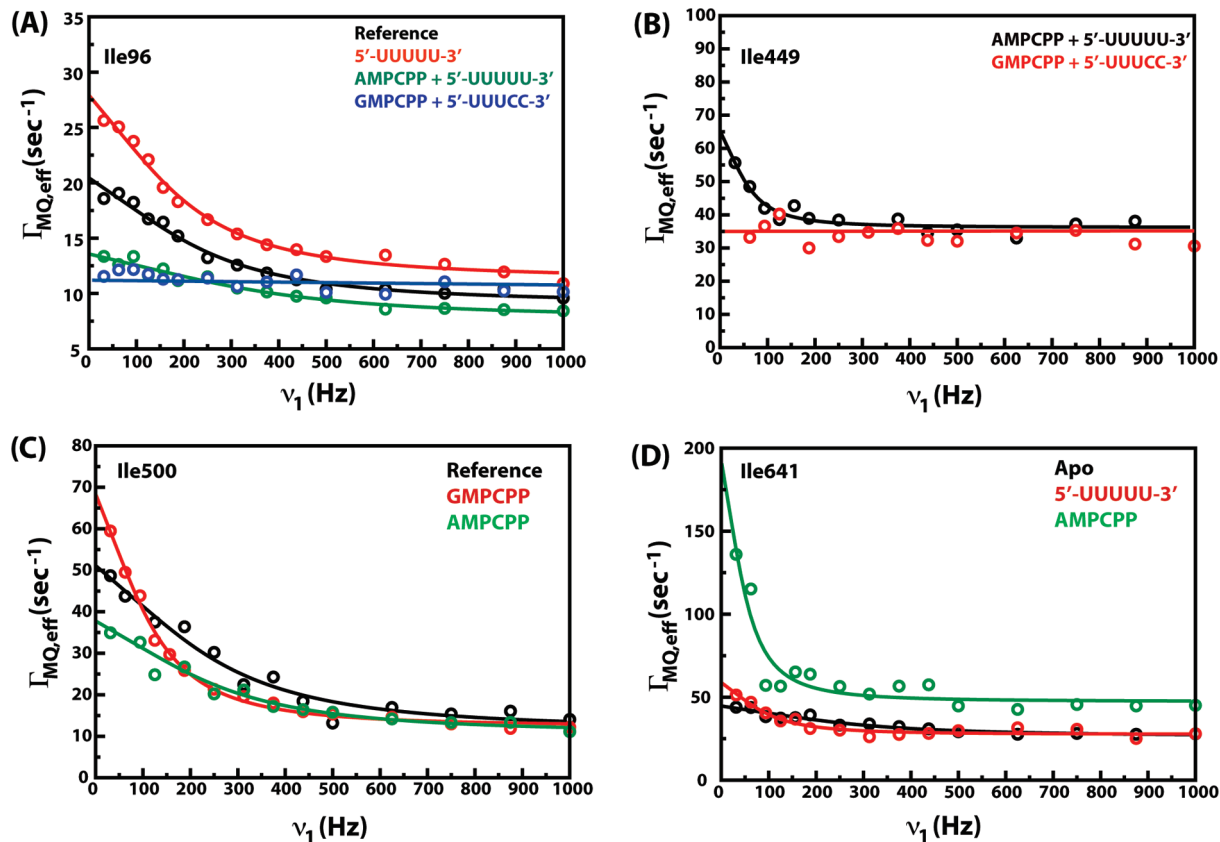 (A)
Ile96
Reference
5′-UUUUU-3′
AMPCPP + 5′-UUUUU-3′
GMPCPP + 5′-UUUCC-3′
35
30
25
20
15
10
5
0 100 200 300 400 500 600 700 800 900 1000
ΓMQ,eff(sec⁻¹)
ν₁ (Hz)
(B)
Ile449
AMPCPP + 5′-UUUUU-3′
GMPCPP + 5′-UUUCC-3′
100
90
80
70
60
50
40
30
20
10
0
0 100 200 300 400 500 600 700 800 900 1000
ΓMQ,eff(sec⁻¹)
ν₁ (Hz)
(C)
Ile500
Reference
GMPCPP
AMPCPP
80
70
60
50
40
30
20
10
0
0 100 200 300 400 500 600 700 800 900 1000
ΓMQ,eff(sec⁻¹)
ν₁ (Hz)
(D)
Ile641
Apo
5′-UUUUU-3′
AMPCPP
200
150
100
50
0
0 100 200 300 400 500 600 700 800 900 1000
ΓMQ,eff(sec⁻¹)
ν₁ (Hz)